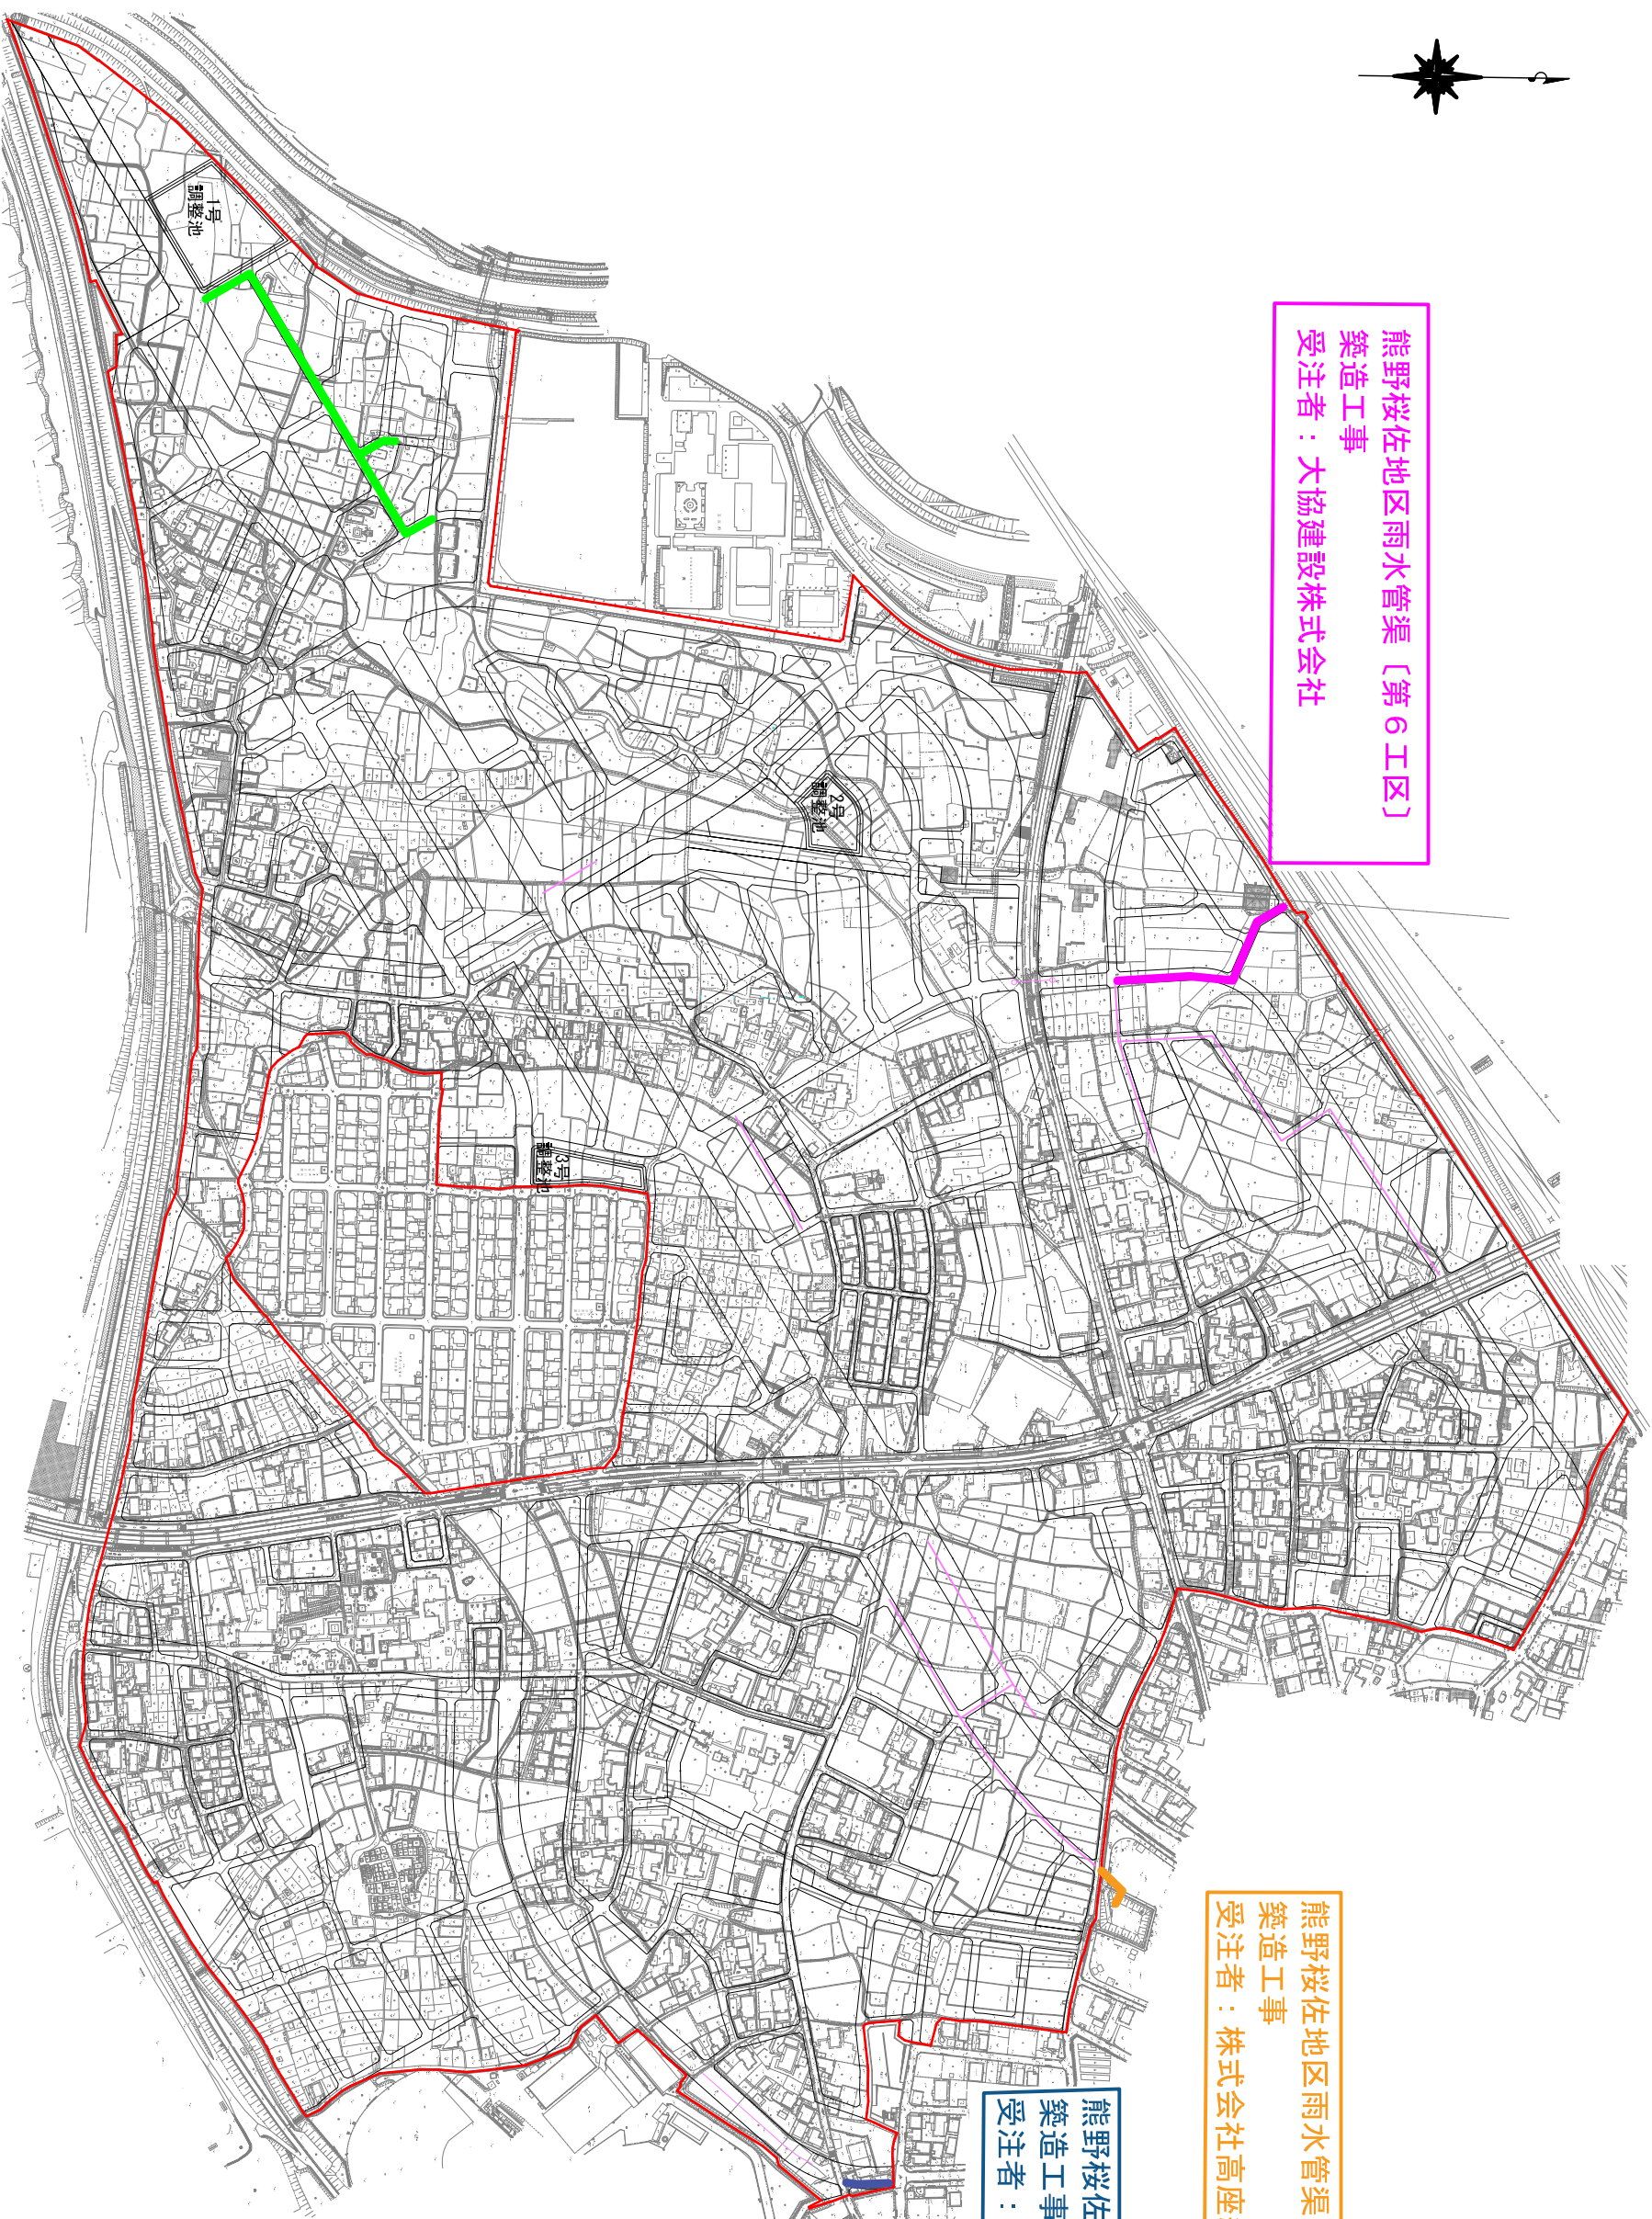 熊野桜佐地区雨水管渠〔第6工区〕
築造工事
受注者：大協建設株式会社
熊野桜佐地区雨水管渠
築造工事
受注者：株式会社高座
熊野桜佐
築造工事
受注者：
1号
調整池
2号
調整池
3号
調整池